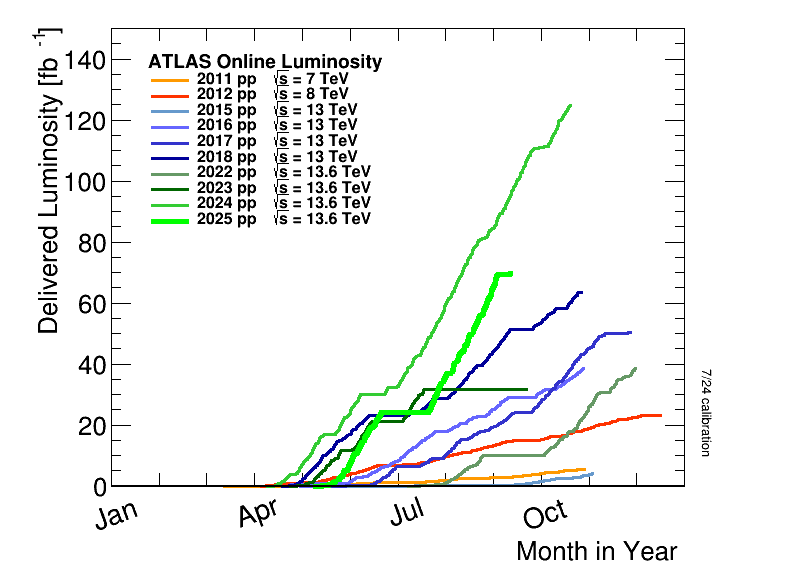 Delivered Luminosity [fb⁻¹]
140
120
100
80
60
40
20
0
ATLAS Online Luminosity
2011 pp √s = 7 TeV
2012 pp √s = 8 TeV
2015 pp √s = 13 TeV
2016 pp √s = 13 TeV
2017 pp √s = 13 TeV
2018 pp √s = 13 TeV
2022 pp √s = 13.6 TeV
2023 pp √s = 13.6 TeV
2024 pp √s = 13.6 TeV
2025 pp √s = 13.6 TeV
7/24 calibration
Jan Apr Jul Oct
Month in Year